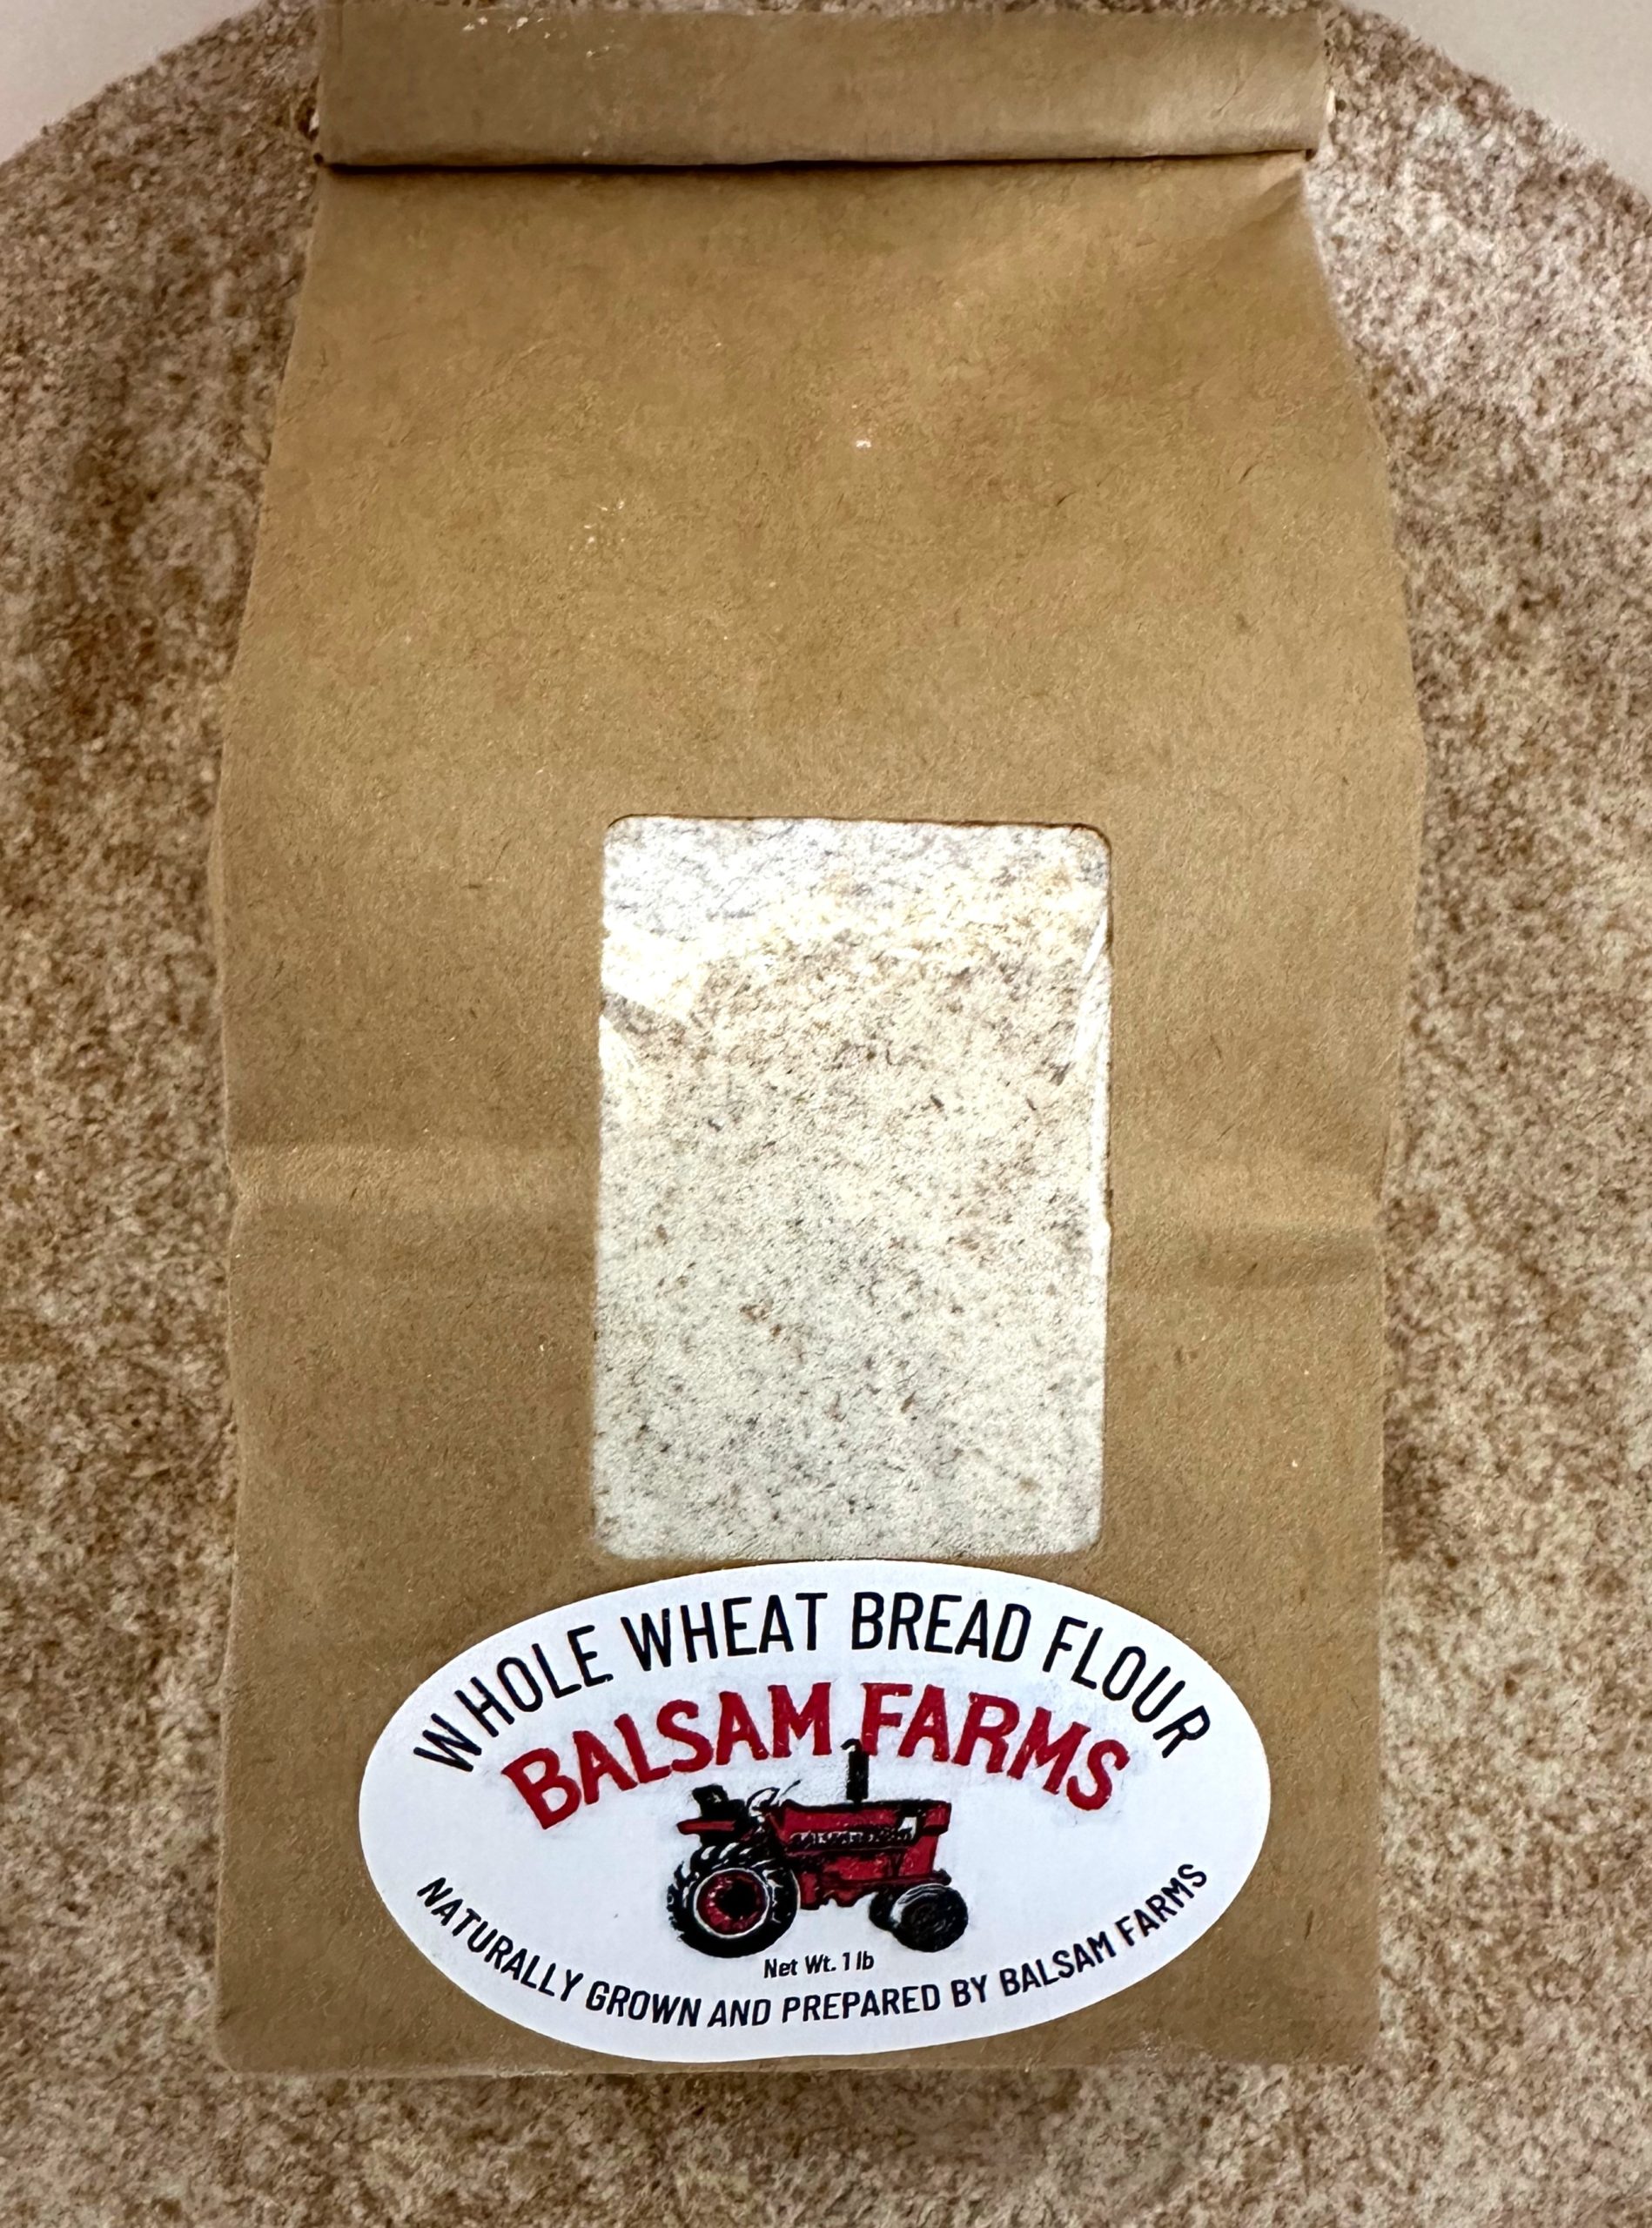 WHOLE WHEAT BREAD FLOUR
BALSAM FARMS
Net Wt. 1 lb
NATURALLY GROWN AND PREPARED BY BALSAM FARMS